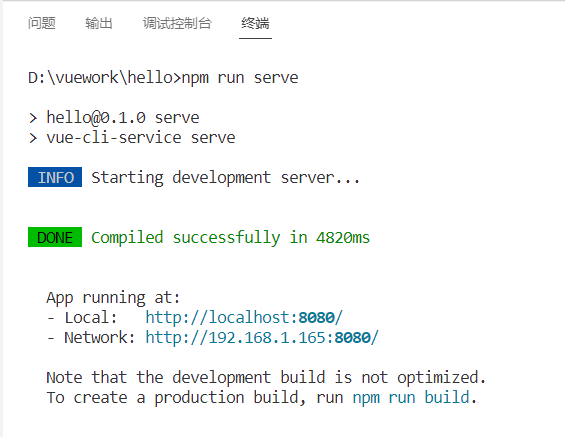 问题 输出 调试控制台 终端
D:\vuework\hello>npm run serve
> hello@0.1.0 serve
> vue-cli-service serve
INFO Starting development server...
DONE Compiled successfully in 4820ms
App running at:
- Local: http://localhost:8080/
- Network: http://192.168.1.165:8080/
Note that the development build is not optimized.
To create a production build, run npm run build.